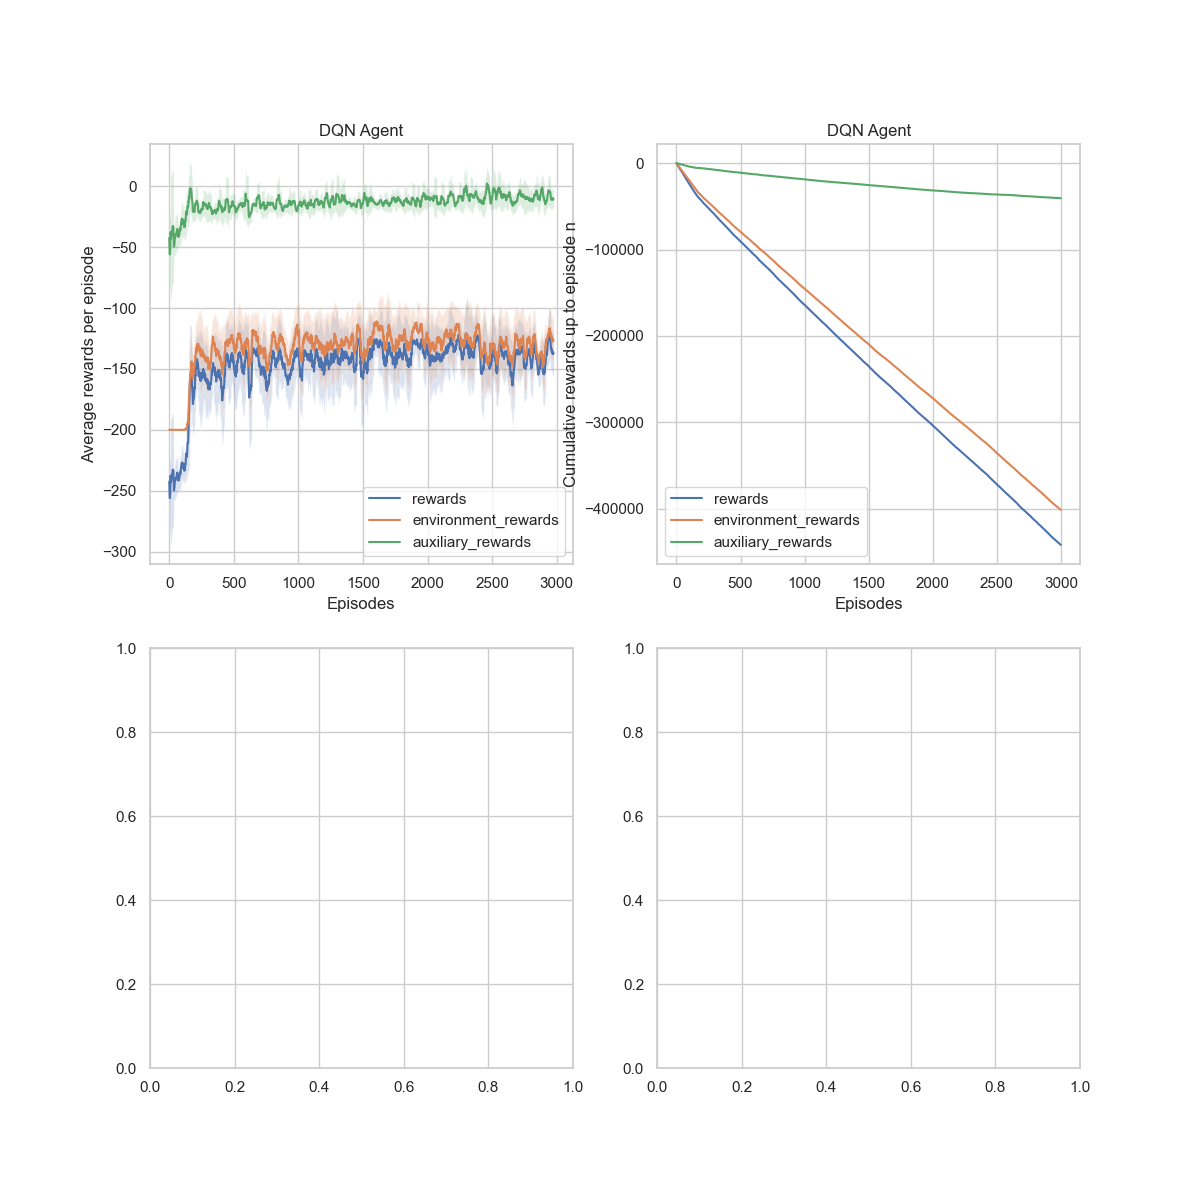 DQN Agent
0
−50
−100
−150
−200
−250
−300
Average rewards per episode
rewards
environment_rewards
auxiliary_rewards
0 500 1000 1500 2000 2500 3000
Episodes
DQN Agent
0
−100000
−200000
−300000
−400000
Cumulative rewards up to episode n
rewards
environment_rewards
auxiliary_rewards
0 500 1000 1500 2000 2500 3000
Episodes
1.0
0.8
0.6
0.4
0.2
0.0
0.0 0.2 0.4 0.6 0.8 1.0
1.0
0.8
0.6
0.4
0.2
0.0
0.0 0.2 0.4 0.6 0.8 1.0